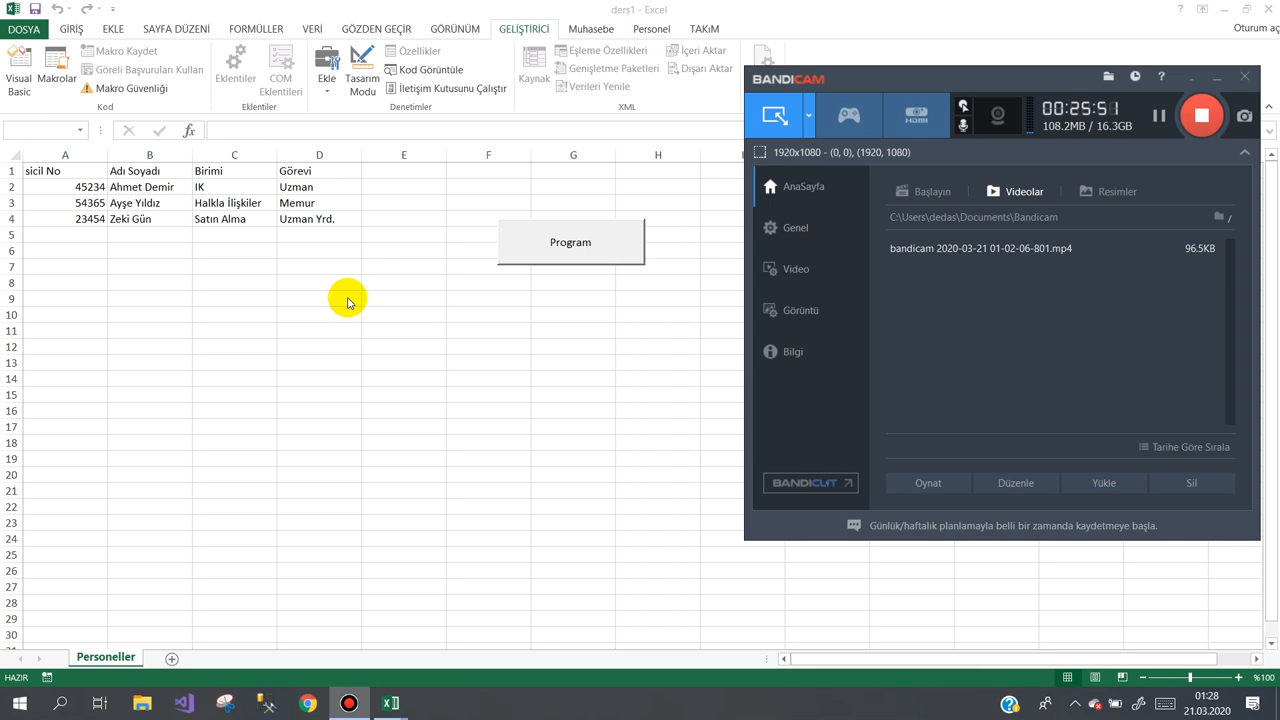 ders1 - Excel
DOSYA GİRİŞ EKLE SAYFA DÜZENİ FORMÜLLER VERİ GÖZDEN GEÇİR GÖRÜNÜM GELİŞTİRİCİ Muhasebe Personel TAKIM
Oturum aç
Visual Basic
Makrolar
Makro Kaydet
Göreli Başvuruları Kullan
Makro Güvenliği
Kod
Eklentiler
COM Eklentileri
Eklentiler
Ekle
Tasarım Modu
Özellikler
Kod Görüntüle
İletişim Kutusunu Çalıştır
Denetimler
Kaynak
Eşleme Özellikleri
Genişletme Paketleri
Verileri Yenile
İçeri Aktar
Dışarı Aktar
XML
fx
A B C D E F G H
1 sicil No Adı Soyadı Birimi Görevi
2 45234 Ahmet Demir IK Uzman
3 54365 Ayşe Yıldız Halkla İlişkiler Memur
4 23454 Zeki Gün Satın Alma Uzman Yrd.
5
6
7
8
9
10
11
12
13
14
15
16
17
18
19
20
21
22
23
24
25
26
27
28
29
30
Program
BANDICAM
HDMI
00:25:51
108.2MB / 16.3GB
1920x1080 - (0, 0), (1920, 1080)
AnaSayfa
Genel
Video
Görüntü
Bilgi
BANDICUT
Başlayın Videolar Resimler
C:\Users\dedas\Documents\Bandicam
/
bandicam 2020-03-21 01-02-06-801.mp4 96.5KB
Tarihe Göre Sırala
Oynat Düzenle Yükle Sil
Günlük/haftalık planlamayla belli bir zamanda kaydetmeye başla.
Personeller
HAZIR
%100
01:28
21.03.2020